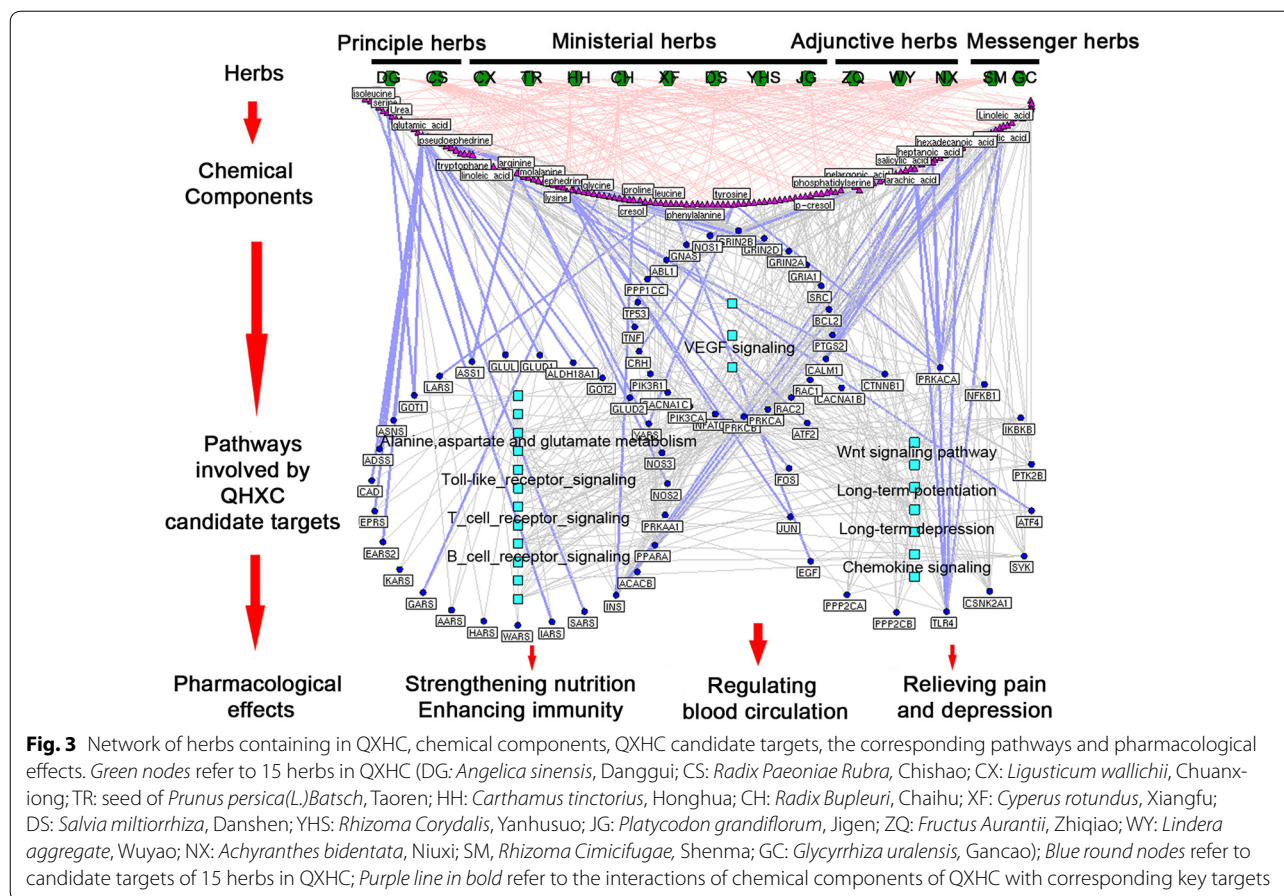 Principle herbs Ministerial herbs Adjunctive herbs Messenger herbs
Herbs DG CS CX TR HH CH XF DS YHS JG ZQ WY NX SM GC
isoleucine
serine
Urea
glutamic_acid
pseudoephedrine
tryptophane
linoleic_acid
arginine
ephedrine
lysine
glycine
proline
cresol
leucine
phenylalanine
tyrosine
p-cresol
phosphatidylserine
pelargonic_acid
arachic_acid
salicylic_acid
heptanoic_acid
hexadecanoic_acid
Linoleic_acid
Chemical
Components
NOS1
GRIN2B
GRIN2D
GNAS
GRIN2A
ABL1
GRIA1
PPP1CC
SRC
TP53
BCL2
TNF
PTGS2
VEGF signaling
CRH
CALM1
PIK3R1
RAC1
CACNA1C
CACNA1B
CTNNB1
PRKACA
NFKB1
PIK3CA
PRKCB
PRKCA
RAC2
ATF2
IKBKB
LARS
ASS1
GLUL
GLUD1
ALDH18A1
GOT2
GLUD2
GOT1
VARS
ASNS
ADSS
CAD
EPRS
EARS2
KARS
GARS
AARS
HARS
WARS
IARS
SARS
INS
ACACB
PPARA
PRKAA1
NOS2
NOS3
FOS
JUN
EGF
PTK2B
ATF4
SYK
CSNK2A1
TLR4
PPP2CB
PPP2CA
Pathways
involved by
QHXC
candidate targets
Alanine,aspartate and glutamate metabolism
Toll-like_receptor_signaling
T_cell_receptor_signaling
B_cell_receptor_signaling
Wnt signaling pathway
Long-term potentiation
Long-term depression
Chemokine signaling
Pharmacological
effects
Strengthening nutrition
Enhancing immunity
Regulating
blood circulation
Relieving pain
and depression
Fig. 3 Network of herbs containing in QXHC, chemical components, QXHC candidate targets, the corresponding pathways and pharmacological
effects. Green nodes refer to 15 herbs in QXHC (DG: Angelica sinensis, Danggui; CS: Radix Paeoniae Rubra, Chishao; CX: Ligusticum wallichii, Chuanx-
iong; TR: seed of Prunus persica(L.)Batsch, Taoren; HH: Carthamus tinctorius, Honghua; CH: Radix Bupleuri, Chaihu; XF: Cyperus rotundus, Xiangfu;
DS: Salvia miltiorrhiza, Danshen; YHS: Rhizoma Corydalis, Yanhusuo; JG: Platycodon grandiflorum, Jigen; ZQ: Fructus Aurantii, Zhiqiao; WY: Lindera
aggregate, Wuyao; NX: Achyranthes bidentata, Niuxi; SM, Rhizoma Cimicifugae, Shenma; GC: Glycyrrhiza uralensis, Gancao); Blue round nodes refer to
candidate targets of 15 herbs in QXHC; Purple line in bold refer to the interactions of chemical components of QXHC with corresponding key targets